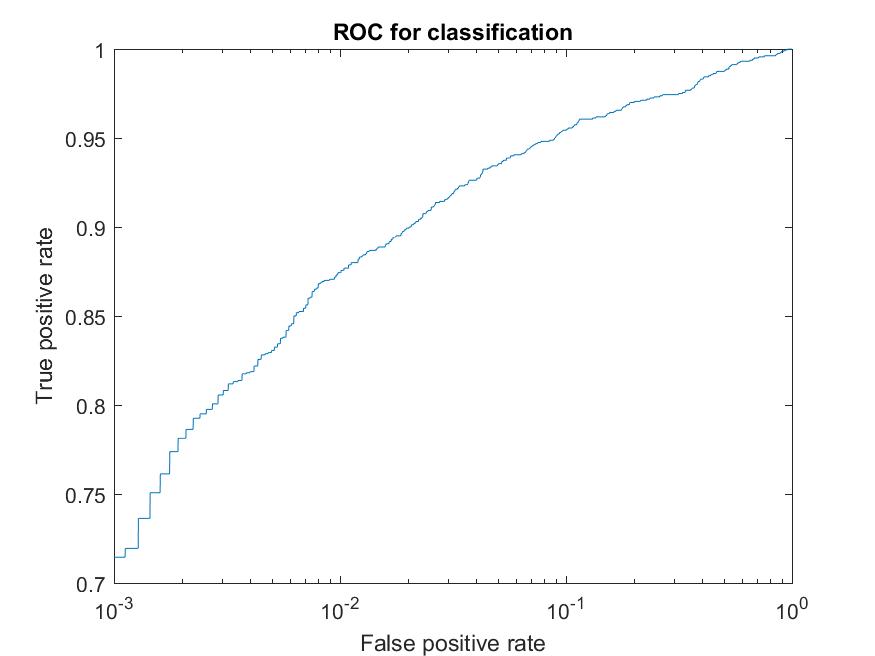 ROC for classification
1
0.95
0.9
0.85
0.8
0.75
0.7
True positive rate
10^-3 10^-2 10^-1 10^0
False positive rate